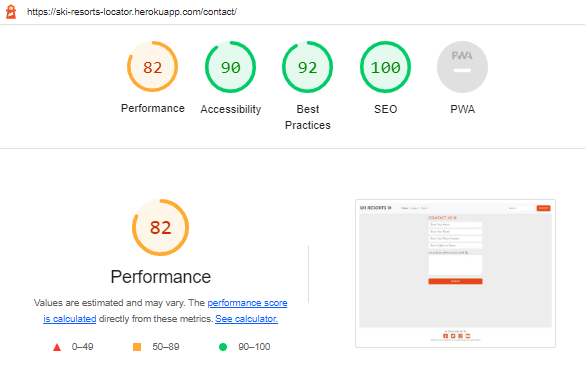 https://ski-resorts-locator.herokuapp.com/contact/
82
90
92
100
PWA
Performance
Accessibility
Best
Practices
SEO
PWA
82
Performance
Values are estimated and may vary. The performance score
is calculated directly from these metrics. See calculator.
0–49
50–89
90–100
SKI RESORTS
CONTACT US